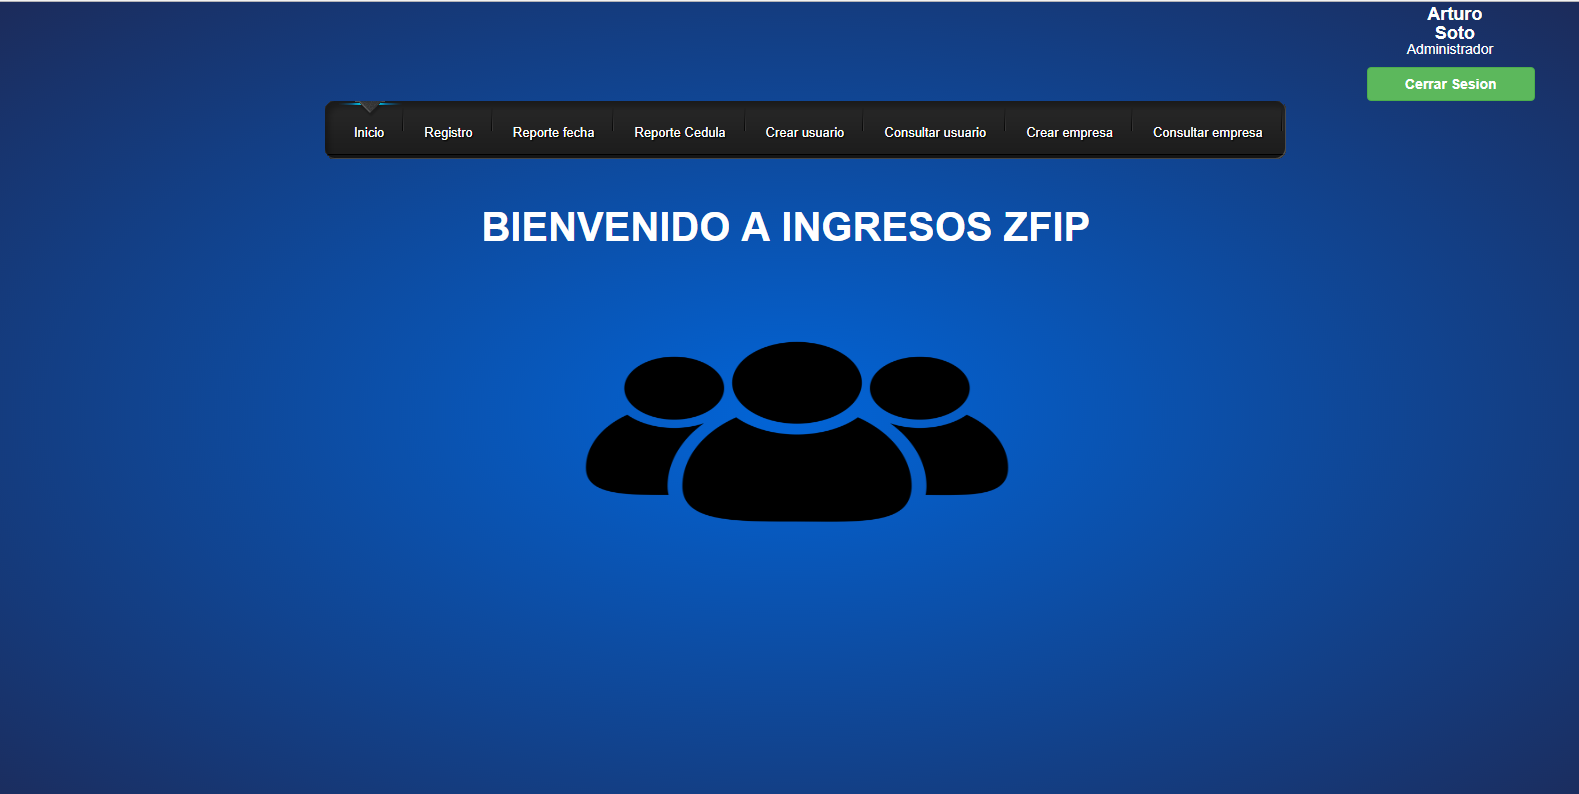 Arturo
Soto
Administrador
Cerrar Sesion
Inicio Registro Reporte fecha Reporte Cedula Crear usuario Consultar usuario Crear empresa Consultar empresa
BIENVENIDO A INGRESOS ZFIP